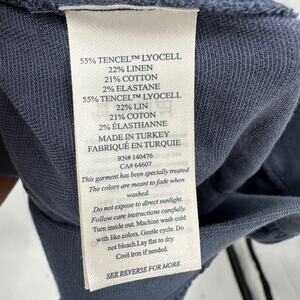 55% TENCEL™ LYOCELL
22% LINEN
21% COTTON
2% ELASTANE
55% TENCEL™ LYOCELL
22% LIN
21% COTON
2% ÉLASTHANNE
MADE IN TURKEY
FABRIQUÉ EN TURQUIE
RN# 140476
CA# 64607
This garment has been specially treated
The colors are meant to fade when
washed.
Do not expose to direct sunlight.
Follow care instructions carefully.
Turn inside out. Machine wash cold
with like colors. Gentle cycle. Do
not bleach.Lay flat to dry.
Cool iron if needed.
SEE REVERSE FOR MORE